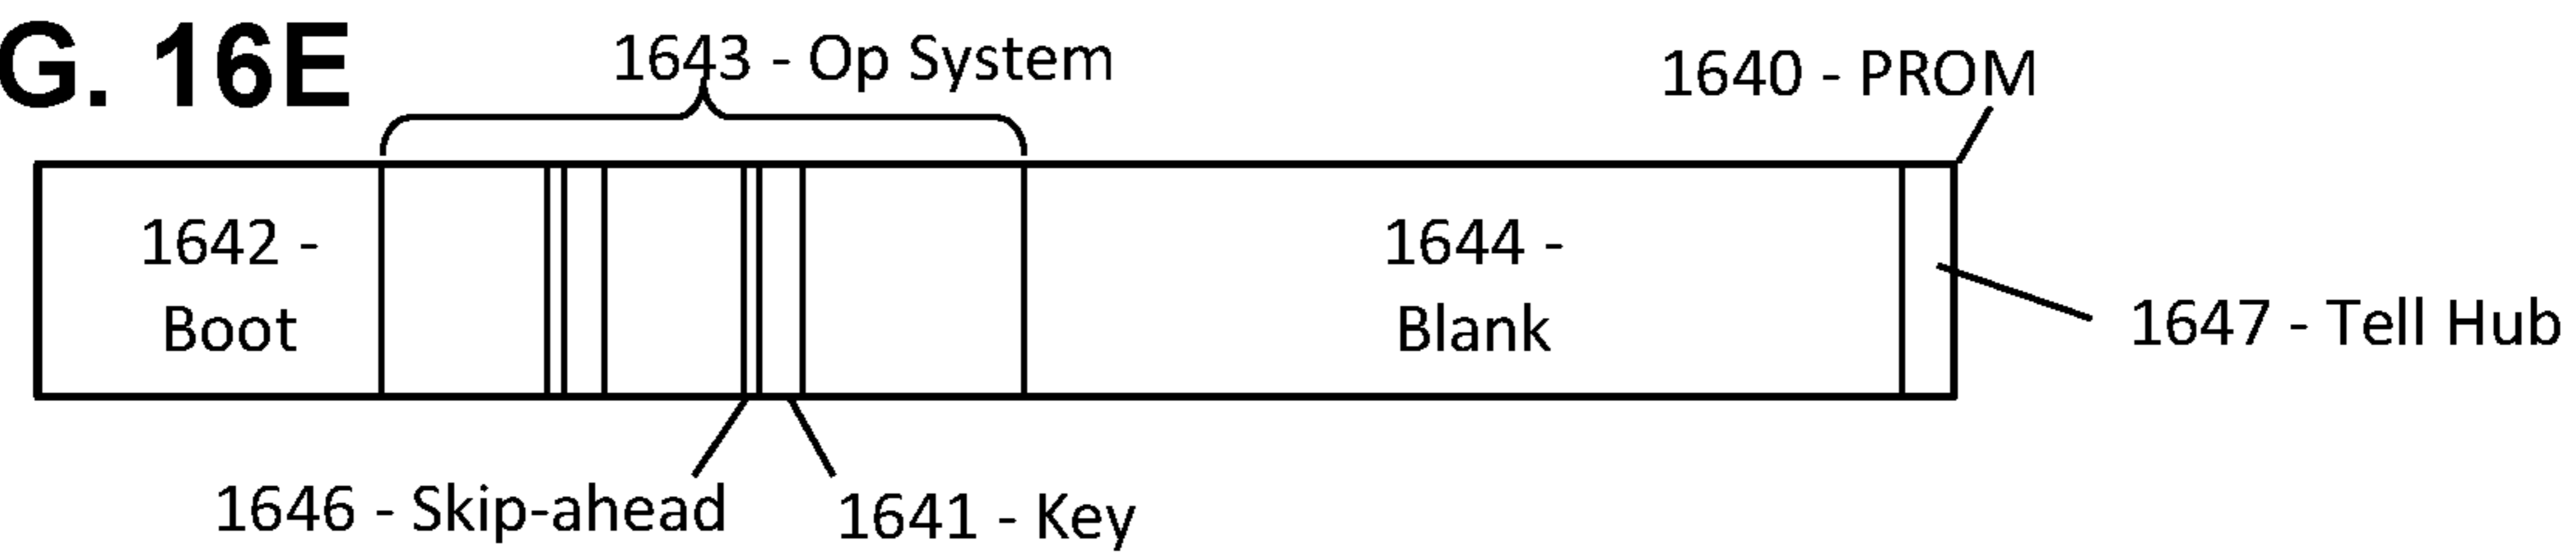 G. 16E
1643 - Op System
1640 - PROM
1642 -
Boot
1644 -
Blank
1647 - Tell Hub
1646 - Skip-ahead
1641 - Key